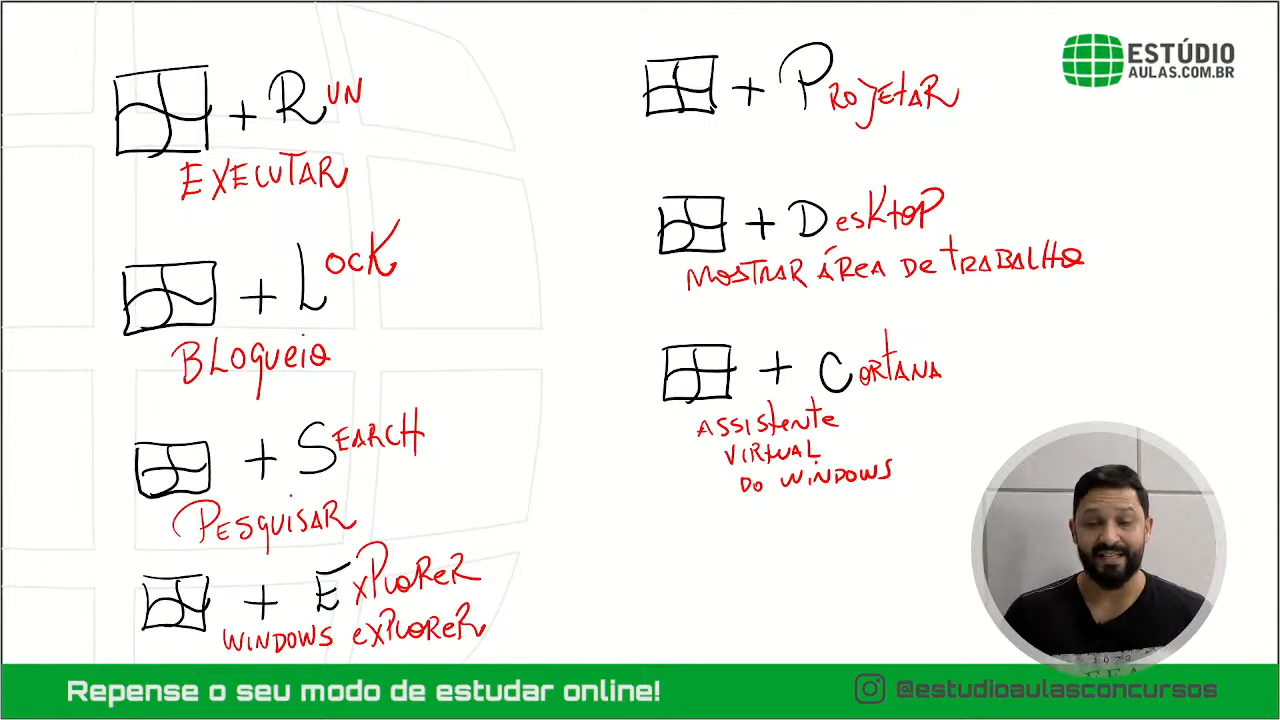 + RUN
EXECUTAR
+ LOCK
BLOQUEIO
+ SEARCH
PESQUISAR
+ EXPLORER
WINDOWS EXPLORER
+ PROJETAR
+ DESKTOP
MOSTRAR ÁREA DE TRABALHO
+ CORTANA
ASSISTENTE
VIRTUAL
DO WINDOWS
ESTÚDIO
AULAS.COM.BR
1972
Repense o seu modo de estudar online!
@estudioaulasconcursos